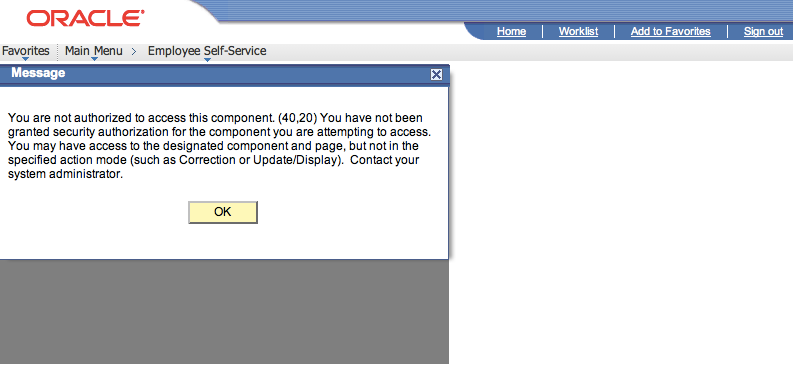 ORACLE®
Home Worklist Add to Favorites Sign out
Favorites Main Menu > Employee Self-Service
Message
You are not authorized to access this component. (40,20) You have not been
granted security authorization for the component you are attempting to access.
You may have access to the designated component and page, but not in the
specified action mode (such as Correction or Update/Display).  Contact your
system administrator.
OK